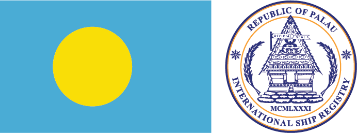 REPUBLIC OF PALAU
MCMLXXXI
INTERNATIONAL SHIP REGISTRY